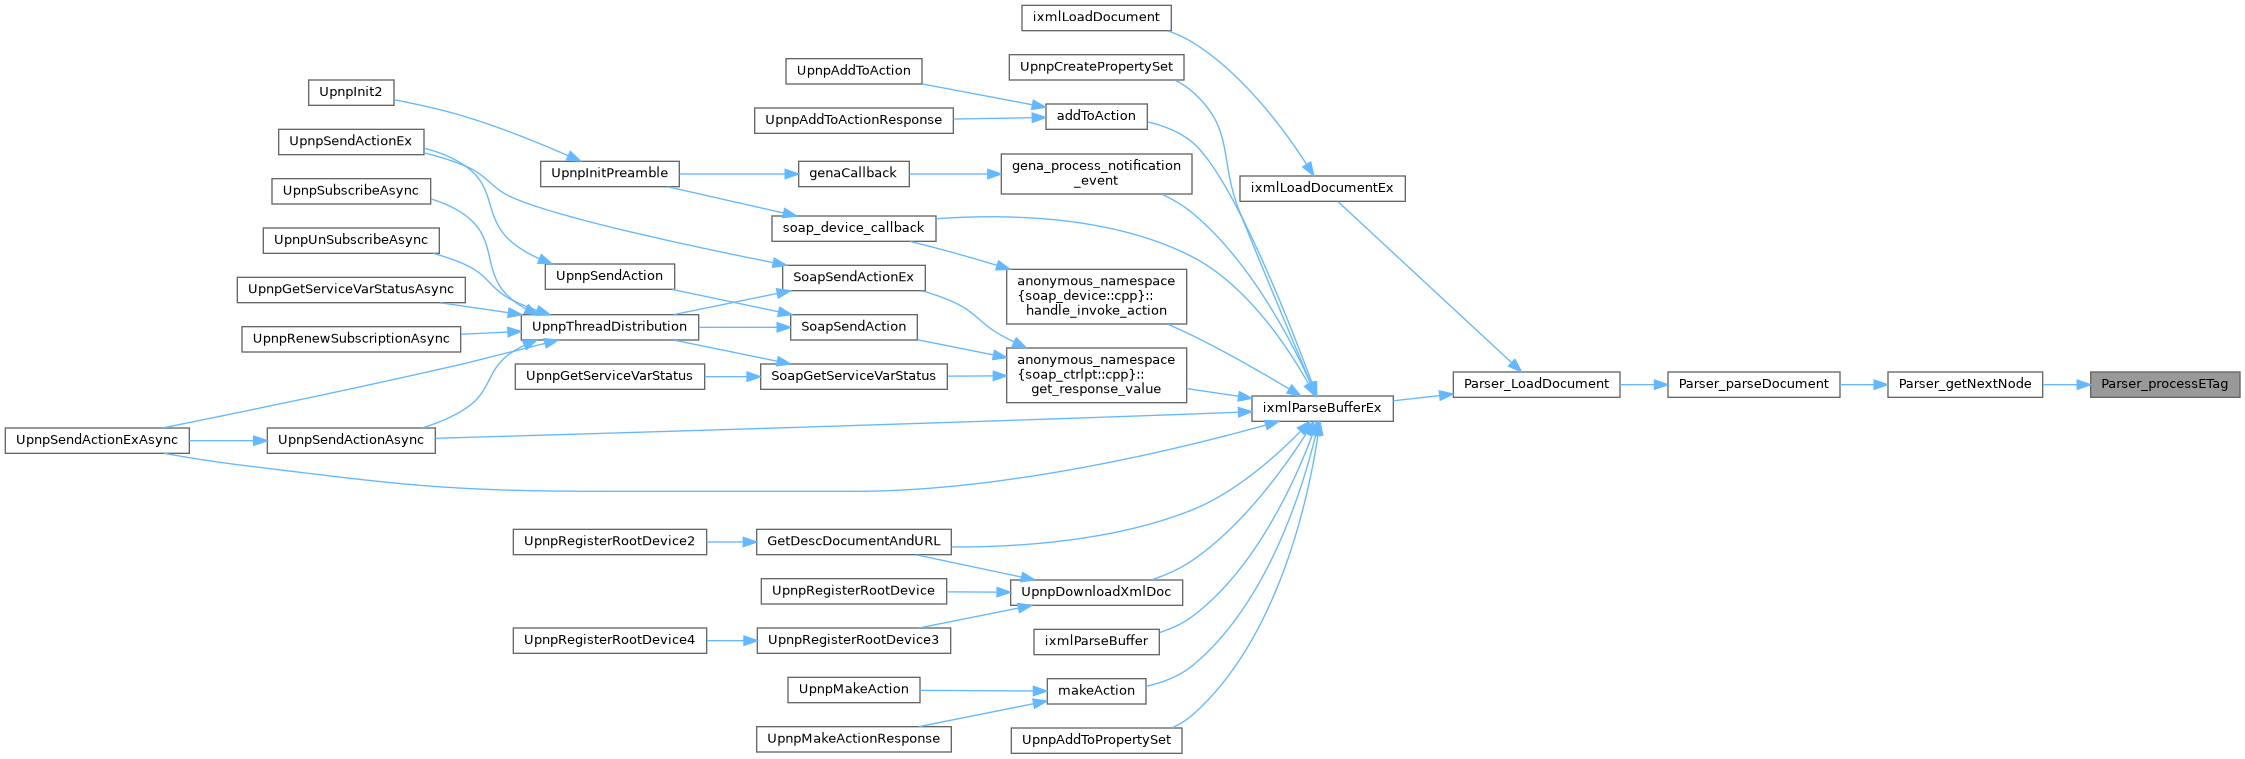 ixmlLoadDocument
UpnpCreatePropertySet
UpnpAddToAction
UpnpInit2
addToAction
UpnpAddToActionResponse
UpnpSendActionEx
gena_process_notification
_event
UpnpInitPreamble
genaCallback
ixmlLoadDocumentEx
UpnpSubscribeAsync
soap_device_callback
UpnpUnSubscribeAsync
UpnpSendAction
SoapSendActionEx
anonymous_namespace
{soap_device::cpp}::
handle_invoke_action
UpnpGetServiceVarStatusAsync
UpnpThreadDistribution
SoapSendAction
UpnpRenewSubscriptionAsync
anonymous_namespace
{soap_ctrlpt::cpp}::
get_response_value
UpnpGetServiceVarStatus
SoapGetServiceVarStatus
Parser_LoadDocument
Parser_parseDocument
Parser_getNextNode
Parser_processETag
ixmlParseBufferEx
UpnpSendActionExAsync
UpnpSendActionAsync
UpnpRegisterRootDevice2
GetDescDocumentAndURL
UpnpRegisterRootDevice
UpnpDownloadXmlDoc
UpnpRegisterRootDevice4
UpnpRegisterRootDevice3
ixmlParseBuffer
UpnpMakeAction
makeAction
UpnpMakeActionResponse
UpnpAddToPropertySet